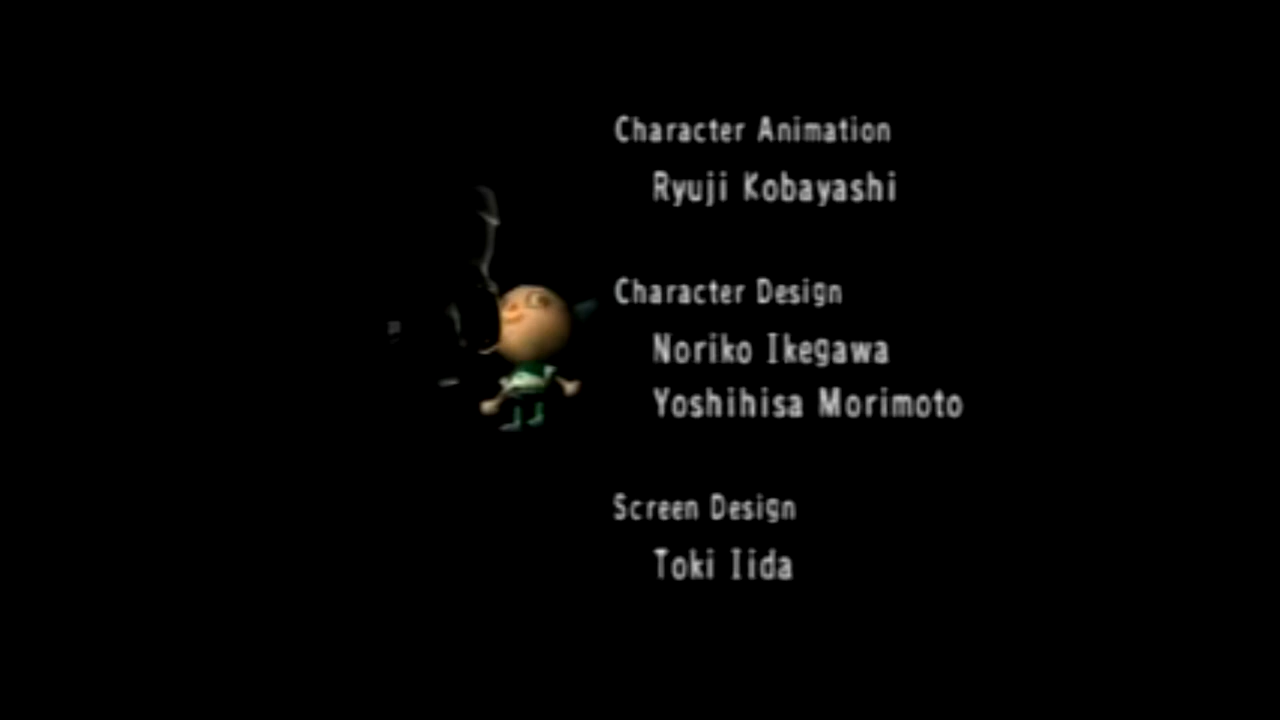 Character Animation
Ryuji Kobayashi
Character Design
Noriko Ikegawa
Yoshihisa Morimoto
Screen Design
Toki Iida